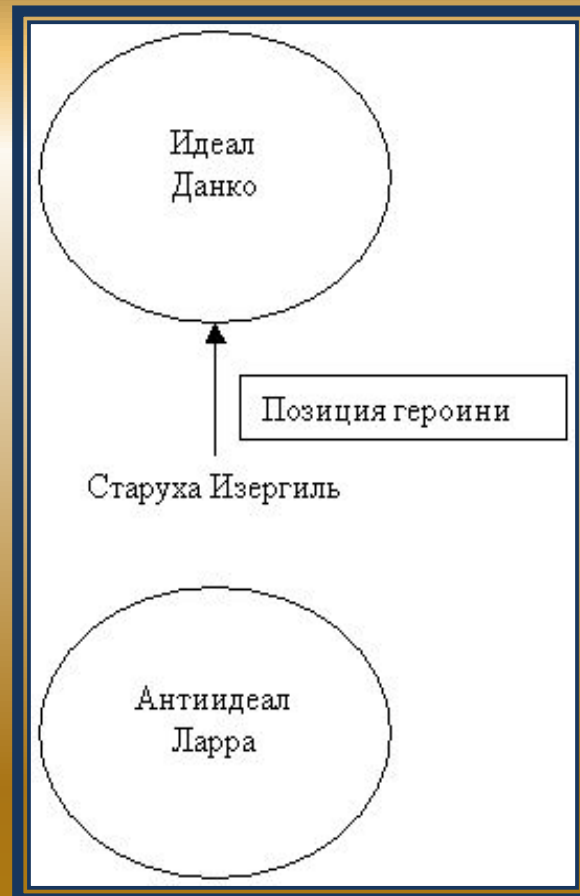 Идеал
Данко
Позиция героини
Старуха Изергиль
Антиидеал
Ларра